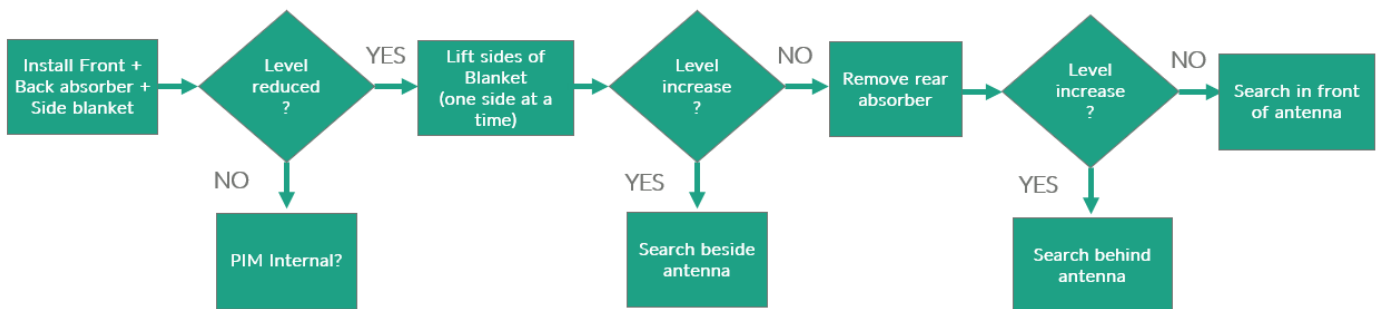 Install Front +
Back absorber +
Side blanket
Level
reduced
?
YES
NO
PIM Internal?
Lift sides of
Blanket
(one side at a
time)
Level
increase
?
NO
YES
Search beside
antenna
Remove rear
absorber
Level
increase
?
NO
YES
Search behind
antenna
Search in front
of antenna